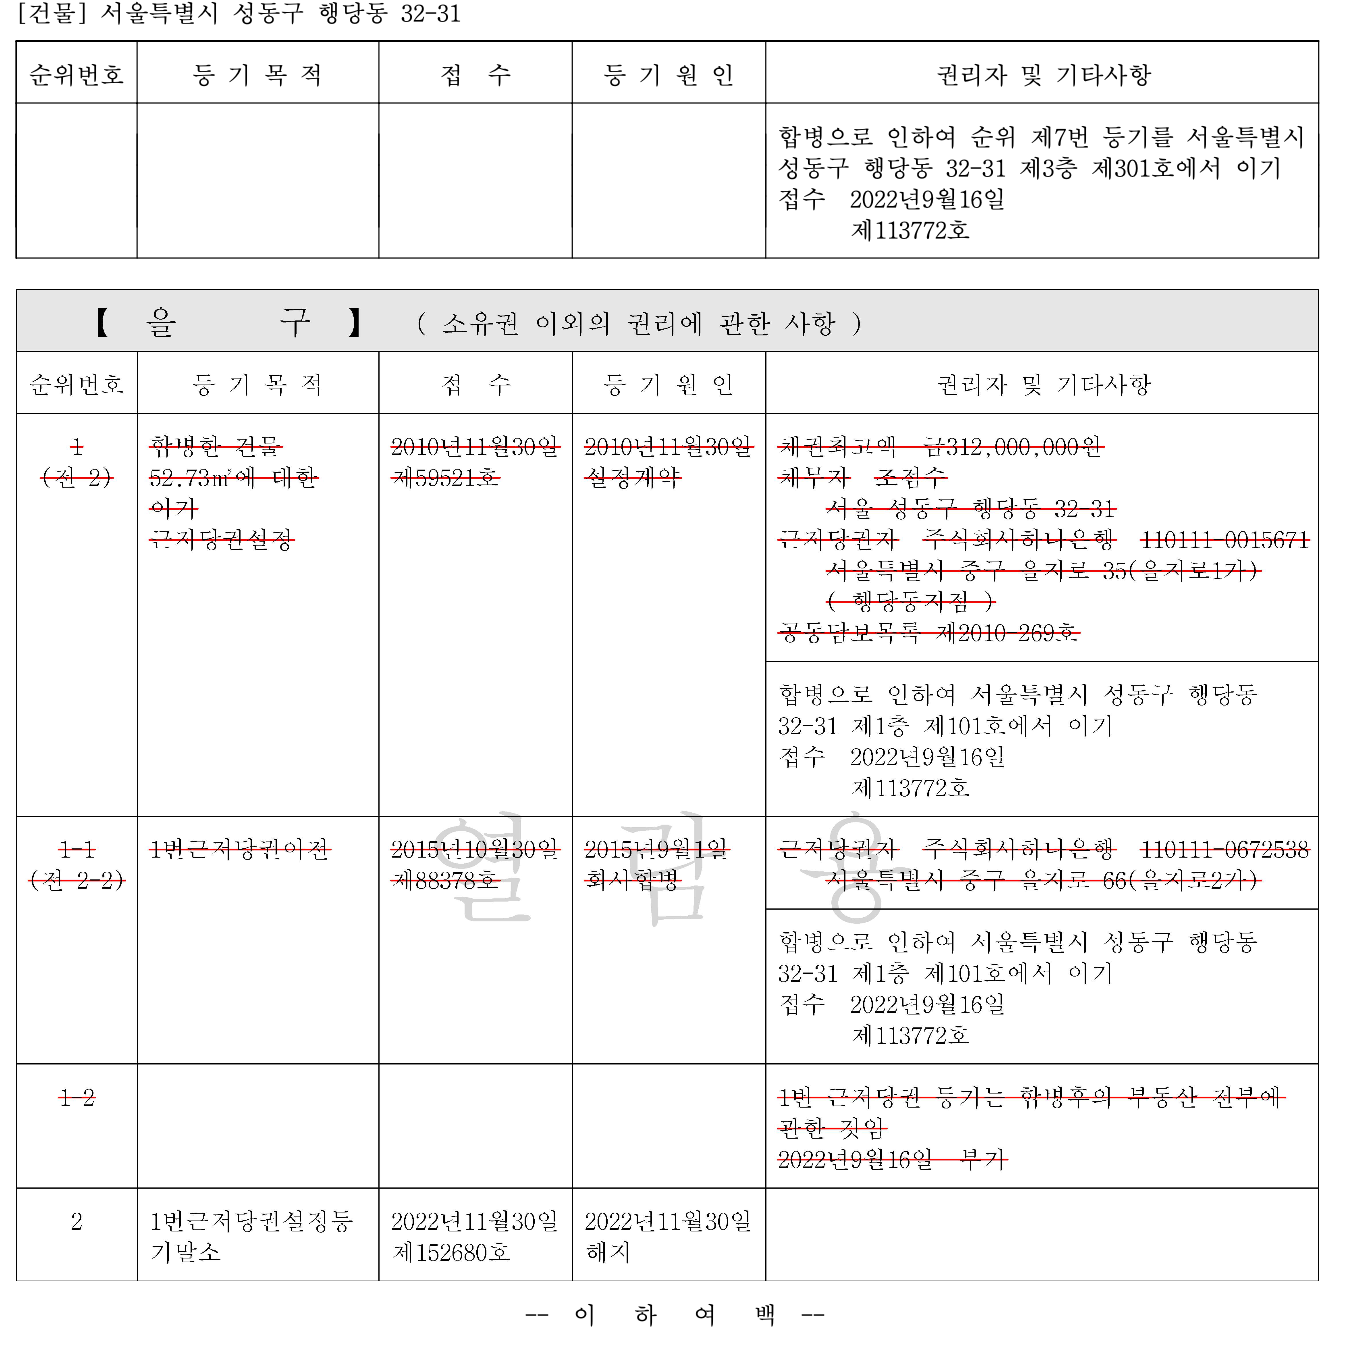 [건물] 서울특별시 성동구 행당동 32-31
순위번호 등 기 목 적 접 수 등 기 원 인 권리자 및 기타사항
합병으로 인하여 순위 제7번 등기를 서울특별시
성동구 행당동 32-31 제3층 제301호에서 이기
접수 2022년9월16일
제113772호
【 을 구 】 ( 소유권 이외의 권리에 관한 사항 )
순위번호 등 기 목 적 접 수 등 기 원 인 권리자 및 기타사항
1 합병한 건물 2010년11월30일 2010년11월30일 채권최고액 금312,000,000원
(전 2) 52.73㎡에 대한 제59521호 설정계약 채무자 조점수
이기 서울 성동구 행당동 32-31
근저당권설정 근저당권자 주식회사하나은행 110111-0015671
서울특별시 중구 을지로 35(을지로1가)
( 행당동지점 )
공동담보목록 제2010-269호
합병으로 인하여 서울특별시 성동구 행당동
32-31 제1층 제101호에서 이기
접수 2022년9월16일
제113772호
열 람 용
1-1 1번근저당권이전 2015년10월30일 2015년9월1일 근저당권자 주식회사하나은행 110111-0672538
(전 2-2) 제88378호 회사합병 서울특별시 중구 을지로 66(을지로2가)
합병으로 인하여 서울특별시 성동구 행당동
32-31 제1층 제101호에서 이기
접수 2022년9월16일
제113772호
1-2 1번 근저당권 등기는 합병후의 부동산 전부에
관한 것임
2022년9월16일 부기
2 1번근저당권설정등 2022년11월30일 2022년11월30일
기말소 제152680호 해지
-- 이 하 여 백 --